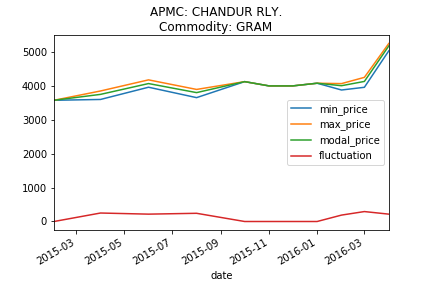 APMC: CHANDUR RLY.
Commodity: GRAM
5000
4000
3000
2000
1000
0
min_price
max_price
modal_price
fluctuation
2015-03
2015-05
2015-07
2015-09
2015-11
2016-01
2016-03
date